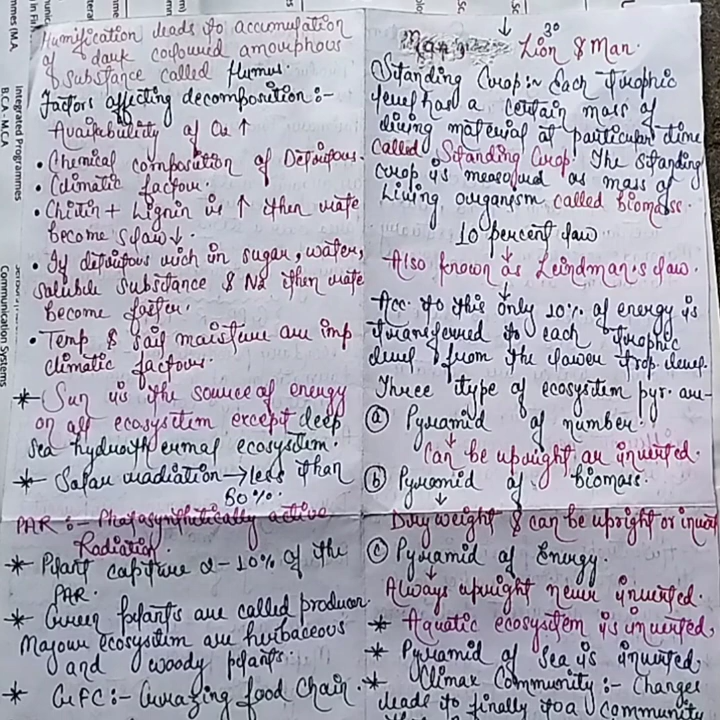 Humification leads to accumulation
of dark coloured amorphous
substance called Humus.
Factors affecting decomposition :-
Availability of O₂ ↑
• Chemical composition of Detritous.
• Climatic factor.
• Chitin + Lignin is ↑ then rate
become slow ↓.
• If detritous rich in sugar, water,
soluble substance & N2 then rate
become faster.
• Temp & soil moisture are imp
climatic factors.
* Sun is the source of energy
on all ecosystem except deep
sea hydrothermal ecosystem.
* Solar radiation → less than
50%.
PAR :- Photosynthetically active
Radiation.
* Plant capture 2-10% of the
PAR.
* Green plants are called producer.
Majour ecosystem are herbaceous
and woody plants.
* GFC :- Grazing food Chain.
↓ 3°
Lion & Man.
Standing Crop :- Each trophic
level has a certain mass of
living material at particular time
called Standing Crop. The standing
crop is measured as mass of
Living organism called biomass.
10 percent law
↓
Also known as Leindman's law.
↓
Acc. to this only 10% of energy is
transferred to each trophic
level from the lower trop. level.
Three type of ecosystem pyr. are-
(a) Pyramid of number.
↓
Can be upright or inverted.
(b) Pyramid of biomass.
↓
Dry weight & can be upright or invert
(c) Pyramid of Energy.
↓
Always upright never inverted.
* Aquatic ecosystem is inverted,
* Pyramid of Sea is inverted,
* Climax Community :- Changes
leads to finally to a community
Integrated Programmes
B.C.A - M.C.A
Communication Systems